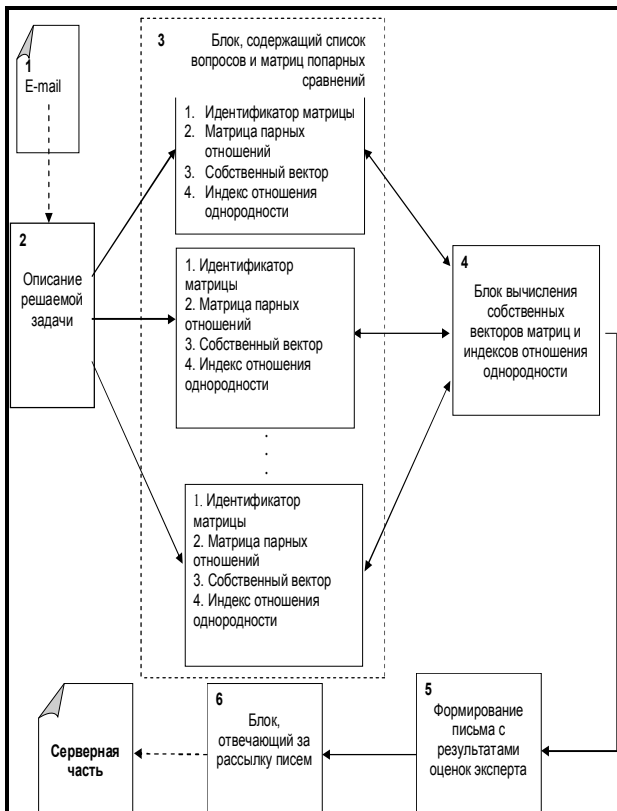 1
E-mail
2
Описание
решаемой
задачи
3
Блок, содержащий список
вопросов и матриц попарных
сравнений
1. Идентификатор матрицы
2. Матрица парных
отношений
3. Собственный вектор
4. Индекс отношения
однородности
1. Идентификатор
матрицы
2. Матрица парных
отношений
3. Собственный вектор
4. Индекс отношения
однородности
1. Идентификатор
матрицы
2. Матрица парных
отношений
3. Собственный вектор
4. Индекс отношения
однородности
4
Блок вычисления
собственных
векторов матриц и
индексов отношения
однородности
5
Формирование
письма с
результатами
оценок эксперта
6
Блок,
отвечающий за
рассылку писем
Серверная
часть